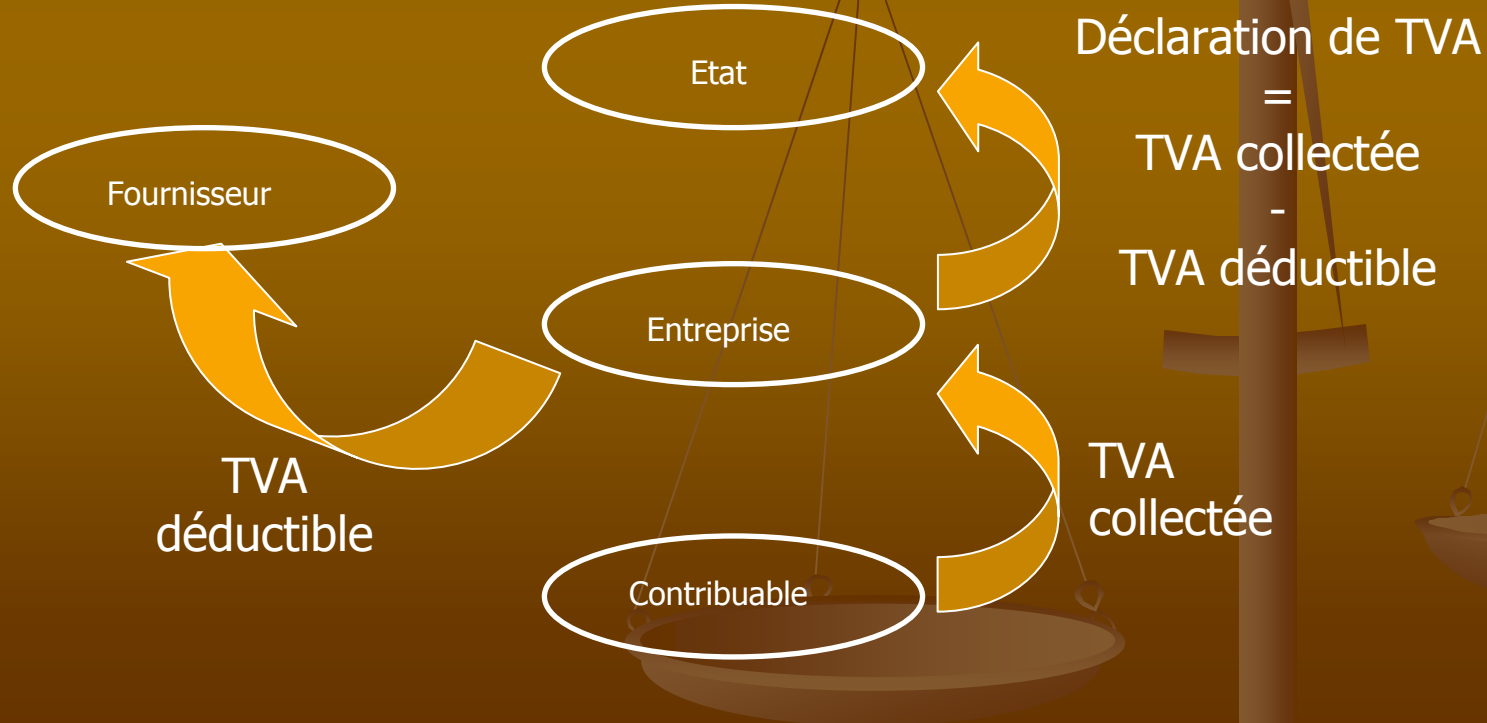 Etat
Déclaration de TVA
=
TVA collectée
-
TVA déductible
Fournisseur
Entreprise
TVA
déductible
TVA
collectée
Contribuable